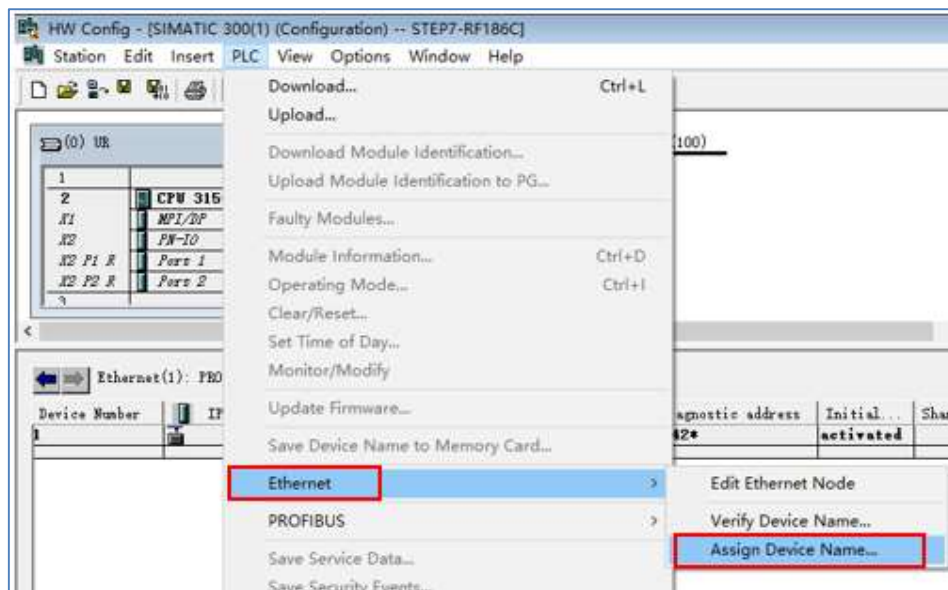 HW Config - [SIMATIC 300(1) (Configuration) -- STEP7-RF186C]
Station Edit Insert PLC View Options Window Help
Download... Ctrl+L
Upload...
(0) UR
(100)
Download Module Identification...
1
Upload Module Identification to PG...
2 CPU 315
X1 MPI/DP
Faulty Modules...
X2 PN-IO
X2 P1 R Port 1
Module Information... Ctrl+D
X2 P2 R Port 2
Operating Mode... Ctrl+I
3
Clear/Reset...
Set Time of Day...
Monitor/Modify
Ethernet(1): PRO
Update Firmware...
Device Number IP
agnostic address Initial... Sha
1
42* activated
Save Device Name to Memory Card...
Ethernet >
Edit Ethernet Node
PROFIBUS >
Verify Device Name...
Assign Device Name...
Save Service Data...
Save Security Events...